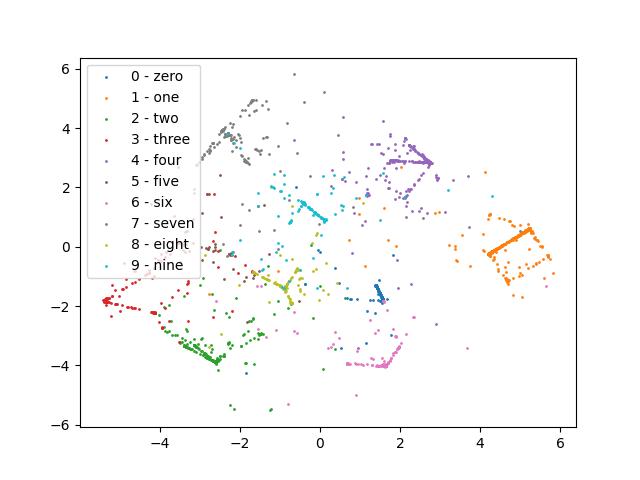 6
4
2
0
−2
−4
−6
−4
−2
0
2
4
6
0 - zero
1 - one
2 - two
3 - three
4 - four
5 - five
6 - six
7 - seven
8 - eight
9 - nine